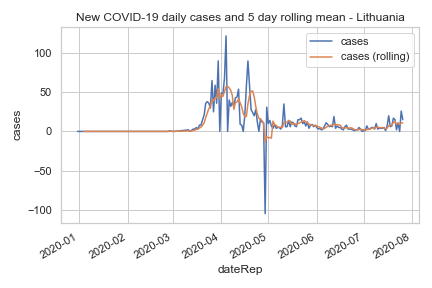 New COVID-19 daily cases and 5 day rolling mean - Lithuania
cases
cases (rolling)
100
50
0
−50
−100
cases
2020-01
2020-02
2020-03
2020-04
2020-05
2020-06
2020-07
2020-08
dateRep